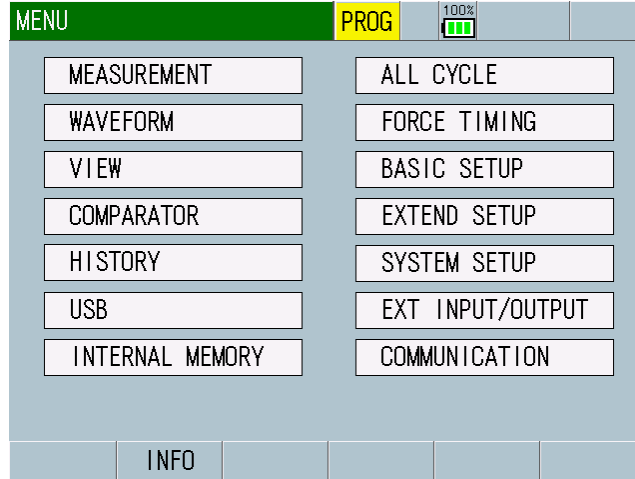 MENU PROG 100%
MEASUREMENT ALL CYCLE
WAVEFORM FORCE TIMING
VIEW BASIC SETUP
COMPARATOR EXTEND SETUP
HISTORY SYSTEM SETUP
USB EXT INPUT/OUTPUT
INTERNAL MEMORY COMMUNICATION
INFO